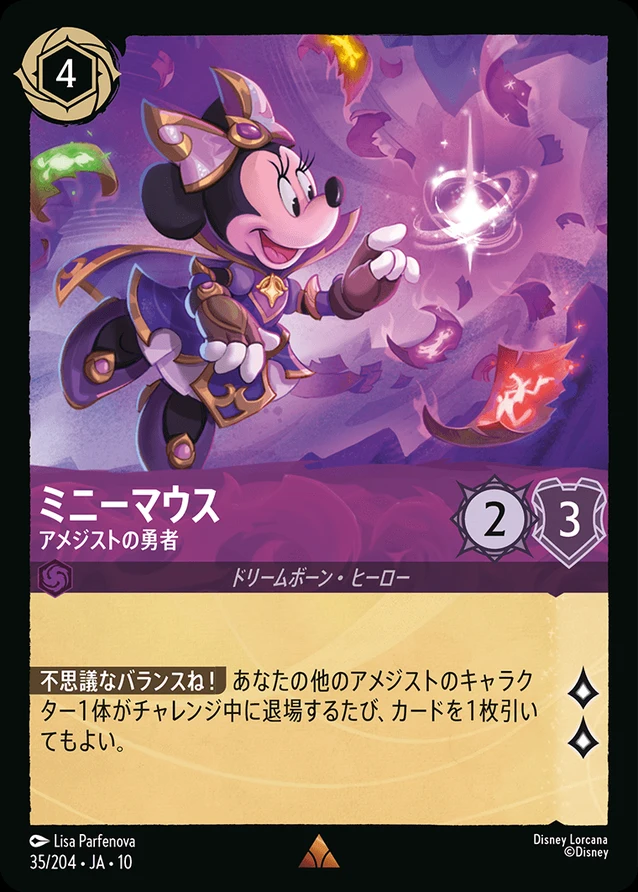 4
ミニーマウス
アメジストの勇者
2
3
ドリームボーン・ヒーロー
不思議なバランスね！ あなたの他のアメジストのキャラク
ター1体がチャレンジ中に退場するたび、カードを1枚引い
てもよい。
Lisa Parfenova
35/204 • JA • 10
Disney Lorcana
©Disney